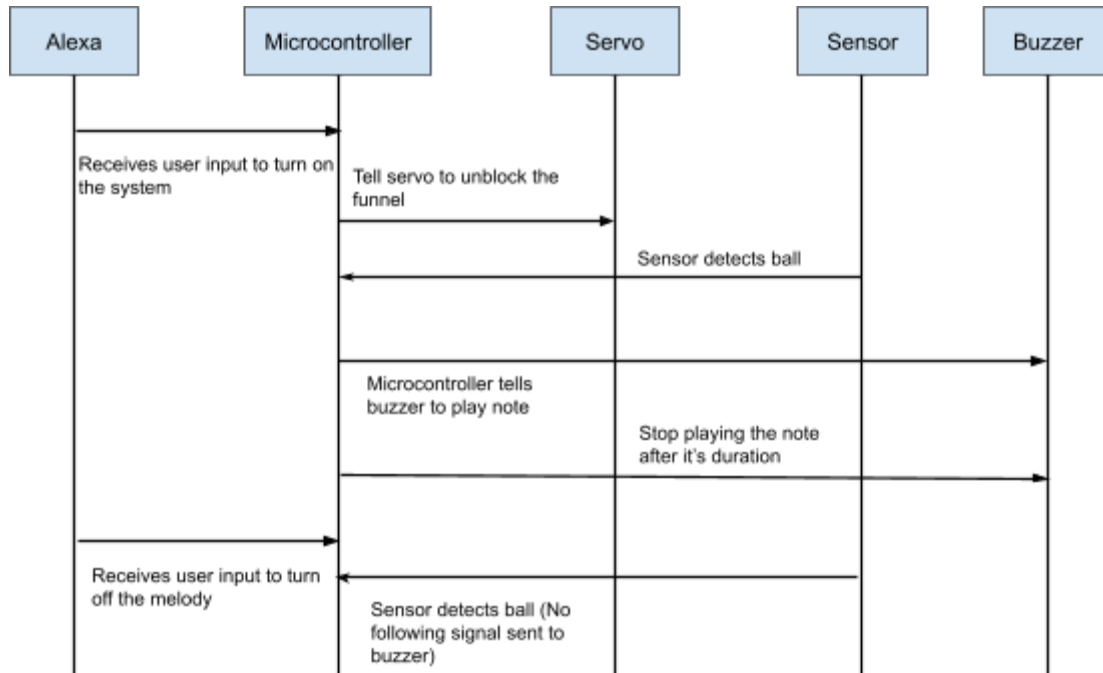 Alexa
Microcontroller
Servo
Sensor
Buzzer
Receives user input to turn on
the system
Tell servo to unblock the
funnel
Sensor detects ball
Microcontroller tells
buzzer to play note
Stop playing the note
after it's duration
Receives user input to turn
off the melody
Sensor detects ball (No
following signal sent to
buzzer)